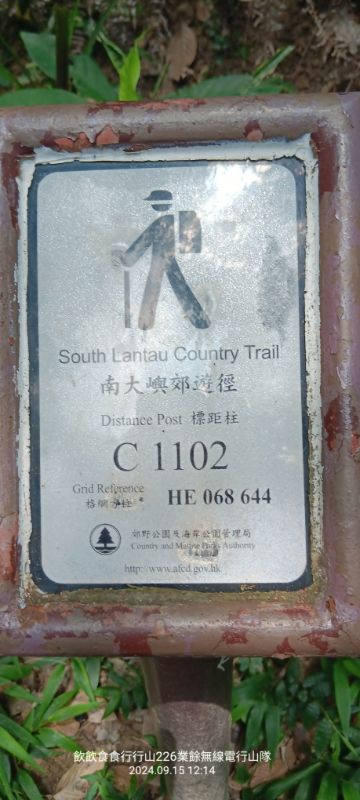 South Lantau Country Trail
南大嶼郊遊徑
Distance Post 標距柱
C 1102
Grid Reference
格網座標
HE 068 644
郊野公園及海岸公園管理局
Country and Marine Parks Authority
http://www.afcd.gov.hk
飲飲食食行行山226業餘無線電行山隊
2024.09.15 12:14